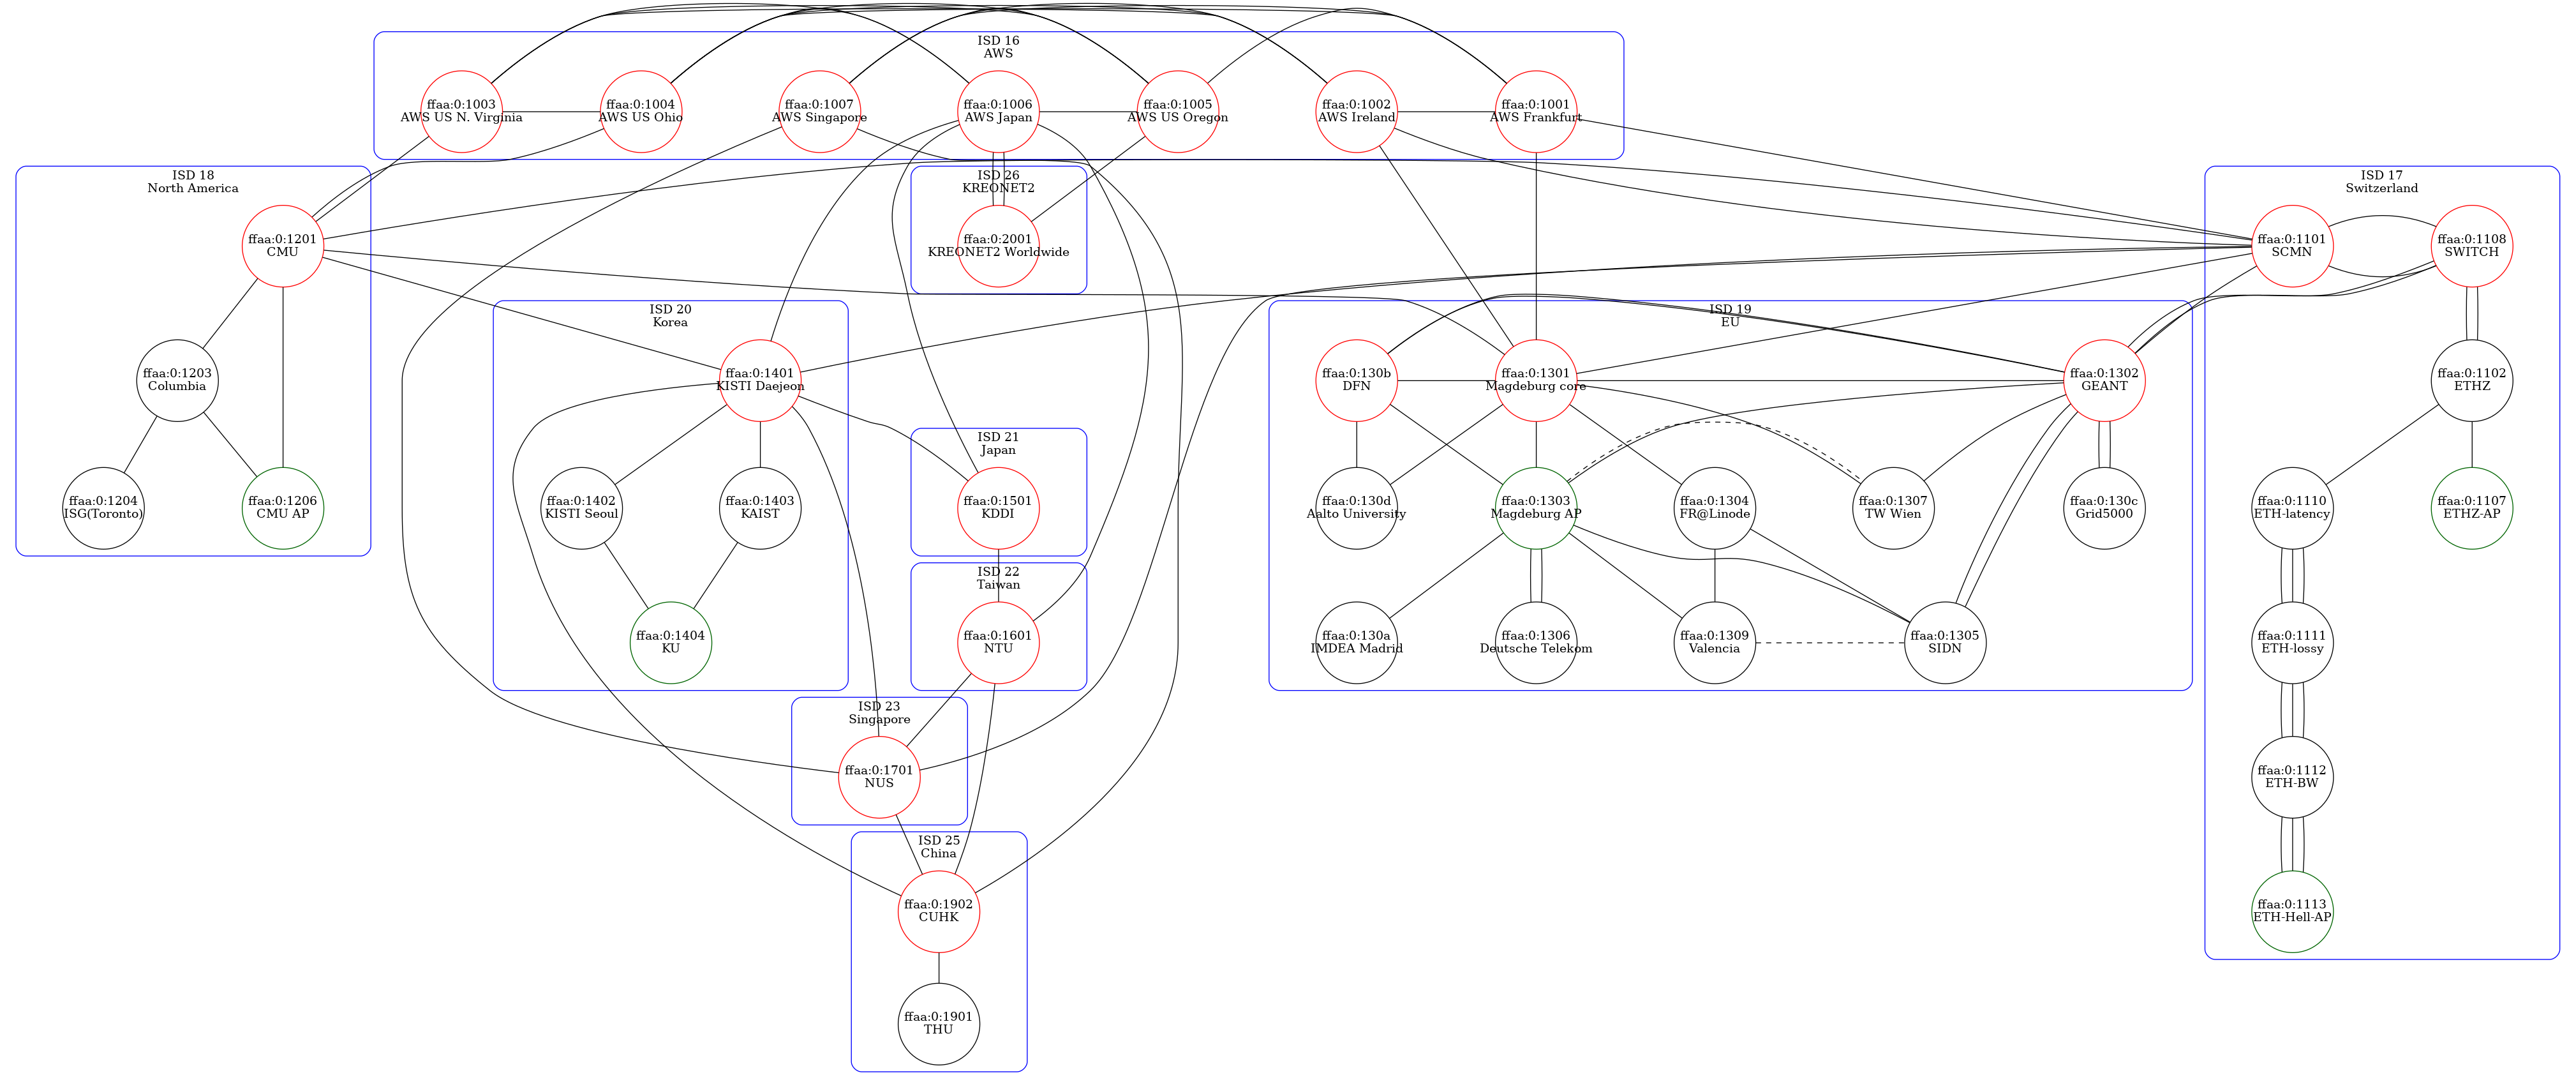 ISD 16
AWS
ffaa:0:1003
AWS US N. Virginia
ffaa:0:1004
AWS US Ohio
ffaa:0:1007
AWS Singapore
ffaa:0:1006
AWS Japan
ffaa:0:1005
AWS US Oregon
ffaa:0:1002
AWS Ireland
ffaa:0:1001
AWS Frankfurt
ISD 18
North America
ffaa:0:1201
CMU
ffaa:0:1203
Columbia
ffaa:0:1204
ISG(Toronto)
ffaa:0:1206
CMU AP
ISD 26
KREONET2
ffaa:0:2001
KREONET2 Worldwide
ISD 17
Switzerland
ffaa:0:1101
SCMN
ffaa:0:1108
SWITCH
ffaa:0:1102
ETHZ
ffaa:0:1110
ETH-latency
ffaa:0:1107
ETHZ-AP
ffaa:0:1111
ETH-lossy
ffaa:0:1112
ETH-BW
ffaa:0:1113
ETH-Hell-AP
ISD 20
Korea
ffaa:0:1401
KISTI Daejeon
ffaa:0:1402
KISTI Seoul
ffaa:0:1403
KAIST
ffaa:0:1404
KU
ISD 19
EU
ffaa:0:130b
DFN
ffaa:0:1301
Magdeburg core
ffaa:0:1302
GEANT
ffaa:0:130d
Aalto University
ffaa:0:1303
Magdeburg AP
ffaa:0:1304
FR@Linode
ffaa:0:1307
TW Wien
ffaa:0:130c
Grid5000
ffaa:0:130a
IMDEA Madrid
ffaa:0:1306
Deutsche Telekom
ffaa:0:1309
Valencia
ffaa:0:1305
SIDN
ISD 21
Japan
ffaa:0:1501
KDDI
ISD 22
Taiwan
ffaa:0:1601
NTU
ISD 23
Singapore
ffaa:0:1701
NUS
ISD 25
China
ffaa:0:1902
CUHK
ffaa:0:1901
THU